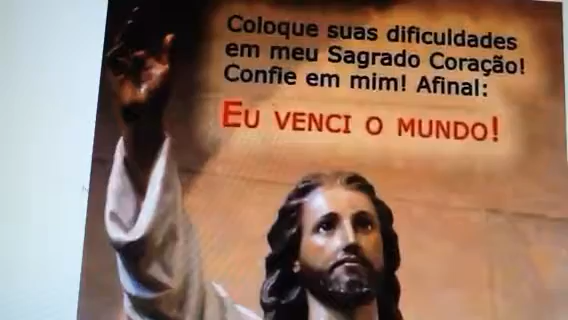 Coloque suas dificuldades
em meu Sagrado Coração!
Confie em mim! Afinal:
EU VENCI O MUNDO!